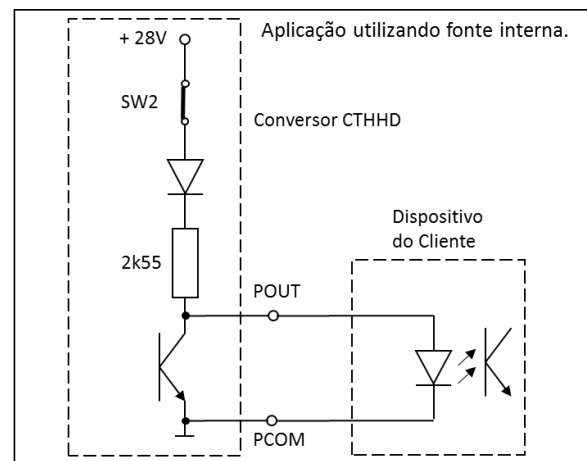 Aplicação utilizando fonte interna.
+ 28V
SW2
Conversor CTHHD
Dispositivo
do Cliente
2k55
POUT
PCOM